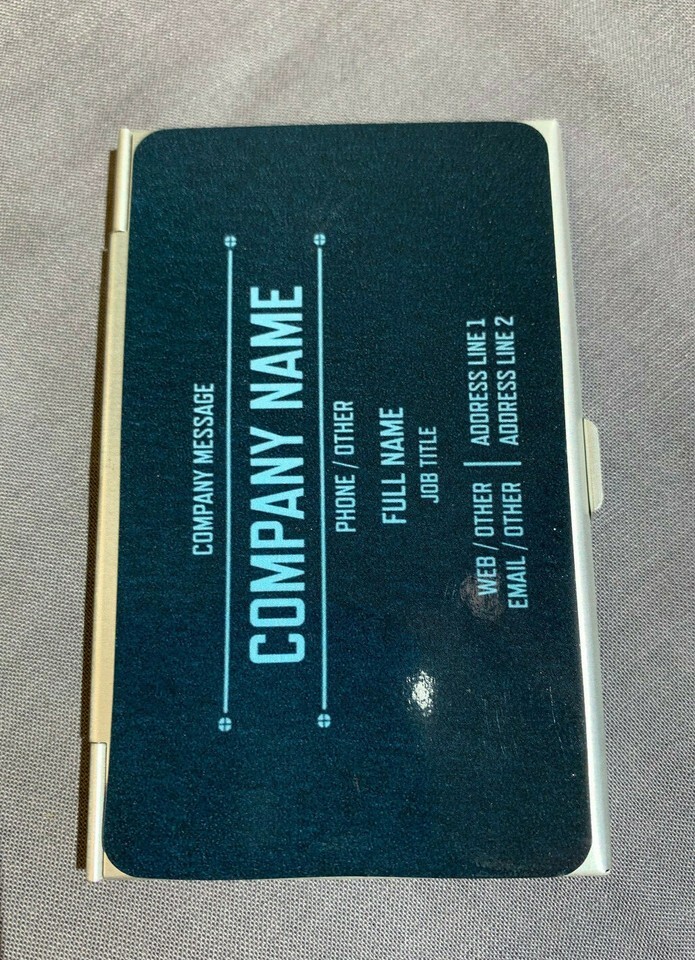 COMPANY MESSAGE
COMPANY NAME
PHONE / OTHER
FULL NAME
JOB TITLE
WEB / OTHER | ADDRESS LINE 1
EMAIL / OTHER | ADDRESS LINE 2